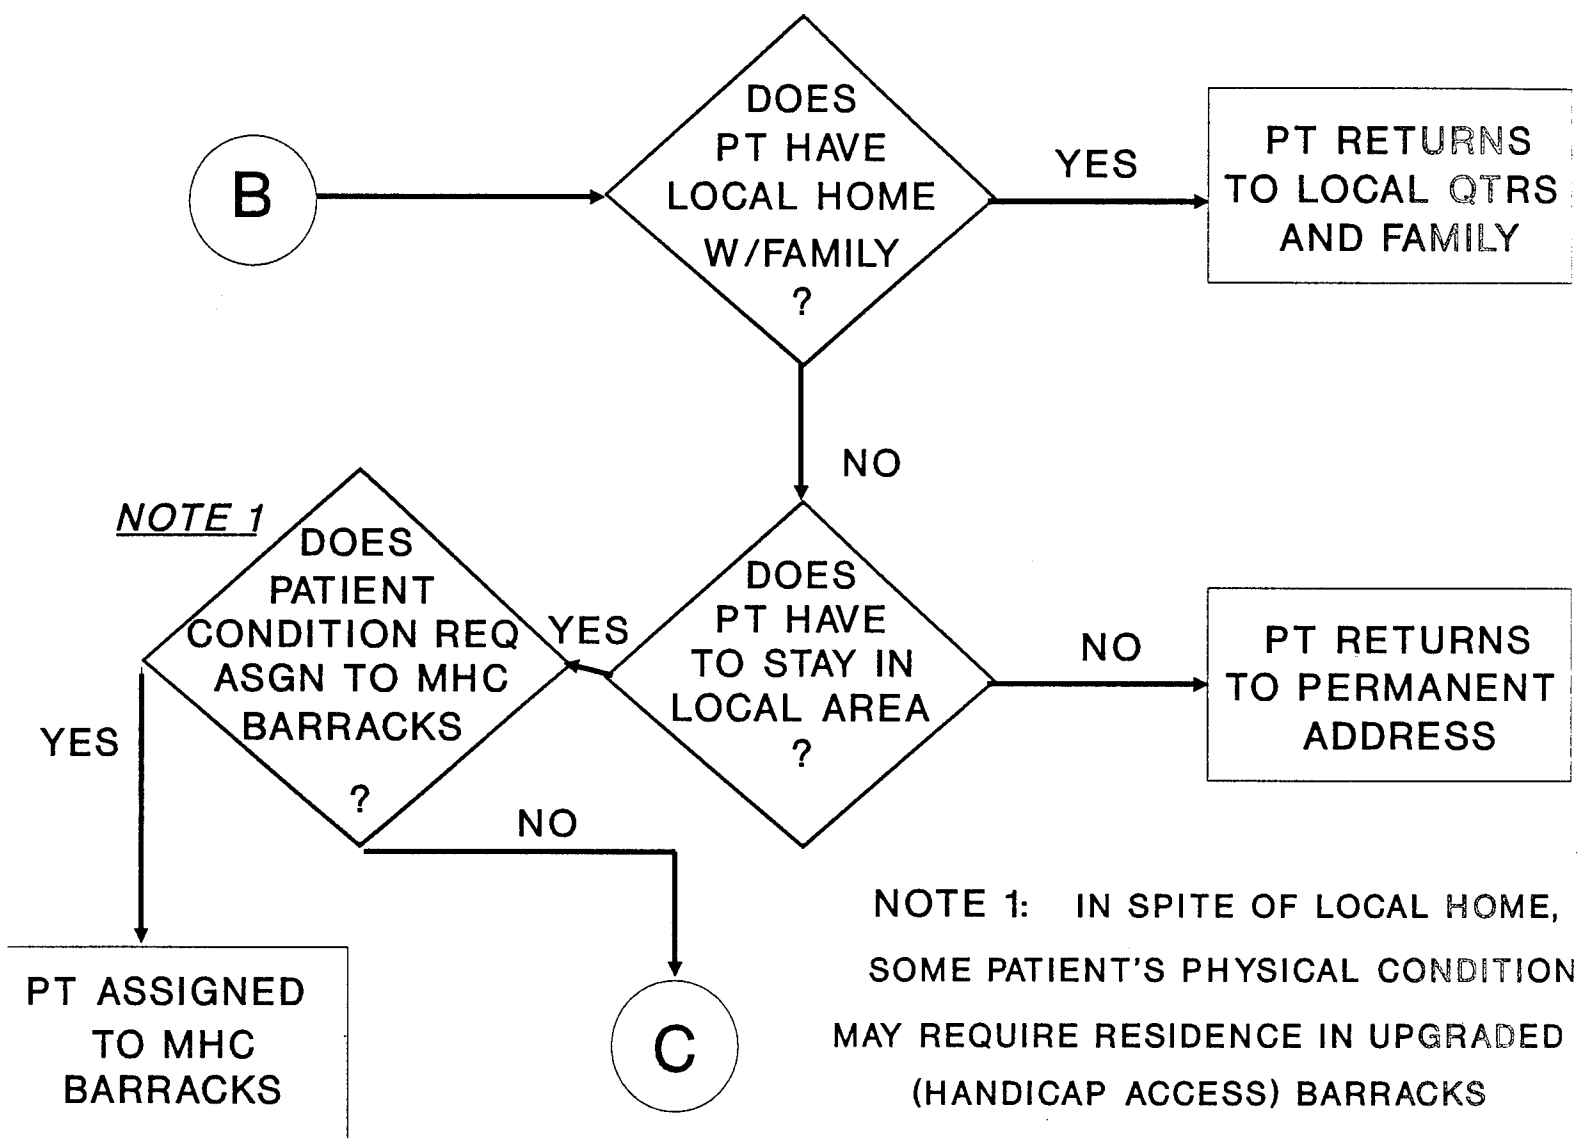 B
DOES
PT HAVE
LOCAL HOME
W/FAMILY
?
YES
PT RETURNS
TO LOCAL QTRS
AND FAMILY
NO
NOTE 1
DOES
PATIENT
CONDITION REQ
ASGN TO MHC
BARRACKS
?
YES
DOES
PT HAVE
TO STAY IN
LOCAL AREA
?
NO
PT RETURNS
TO PERMANENT
ADDRESS
YES
NO
PT ASSIGNED
TO MHC
BARRACKS
C
NOTE 1: IN SPITE OF LOCAL HOME,
SOME PATIENT'S PHYSICAL CONDITION
MAY REQUIRE RESIDENCE IN UPGRADED
(HANDICAP ACCESS) BARRACKS